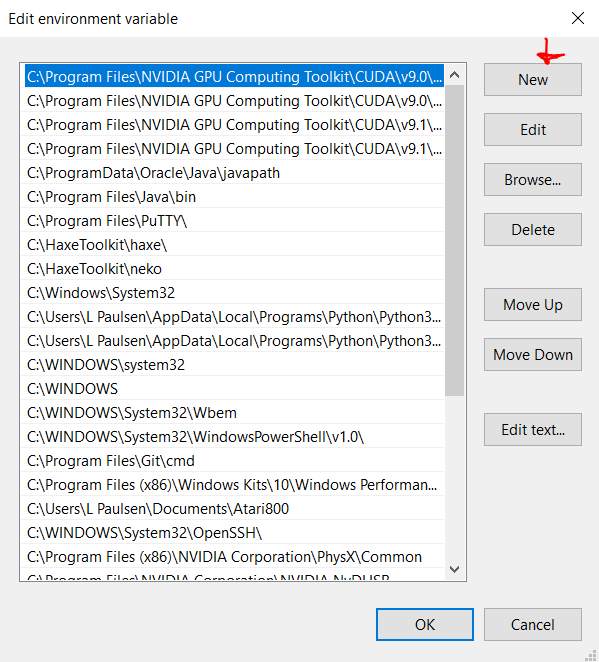 Edit environment variable
C:\Program Files\NVIDIA GPU Computing Toolkit\CUDA\v9.0\...
New
C:\Program Files\NVIDIA GPU Computing Toolkit\CUDA\v9.0\...
C:\Program Files\NVIDIA GPU Computing Toolkit\CUDA\v9.1\...
Edit
C:\Program Files\NVIDIA GPU Computing Toolkit\CUDA\v9.1\...
C:\ProgramData\Oracle\Java\javapath
Browse...
C:\Program Files\Java\bin
C:\Program Files\PuTTY\
Delete
C:\HaxeToolkit\haxe\
C:\HaxeToolkit\neko
C:\Windows\System32
Move Up
C:\Users\L Paulsen\AppData\Local\Programs\Python\Python3...
C:\Users\L Paulsen\AppData\Local\Programs\Python\Python3...
Move Down
C:\WINDOWS\system32
C:\WINDOWS
C:\WINDOWS\System32\Wbem
Edit text...
C:\WINDOWS\System32\WindowsPowerShell\v1.0\
C:\Program Files\Git\cmd
C:\Program Files (x86)\Windows Kits\10\Windows Performan...
C:\Users\L Paulsen\Documents\Atari800
C:\WINDOWS\System32\OpenSSH\
C:\Program Files (x86)\NVIDIA Corporation\PhysX\Common
C:\Program Files\NVIDIA Corporation\NVIDIA NvDLISR
OK
Cancel